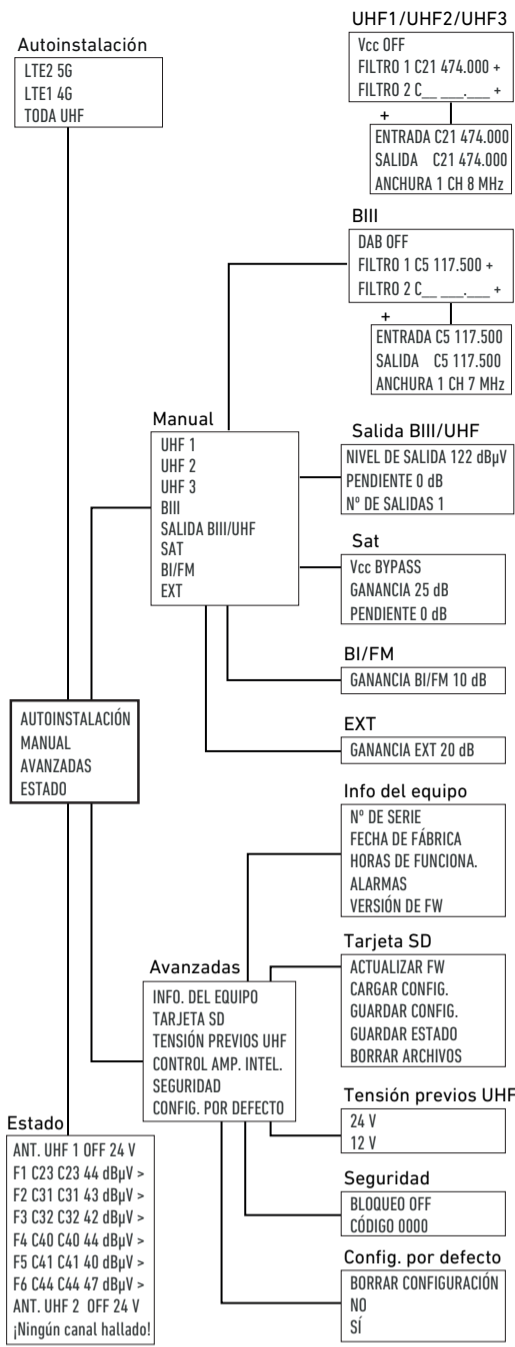 Autoinstalación
LTE2 5G
LTE1 4G
TODA UHF
UHF1/UHF2/UHF3
Vcc OFF
FILTRO 1 C21 474.000 +
FILTRO 2 C__ ___.___ +
+
ENTRADA C21 474.000
SALIDA C21 474.000
ANCHURA 1 CH 8 MHz
BIII
DAB OFF
FILTRO 1 C5 117.500 +
FILTRO 2 C__ ___.___ +
+
ENTRADA C5 117.500
SALIDA C5 117.500
ANCHURA 1 CH 7 MHz
Manual
UHF 1
UHF 2
UHF 3
BIII
SALIDA BIII/UHF
SAT
BI/FM
EXT
Salida BIII/UHF
NIVEL DE SALIDA 122 dBµV
PENDIENTE 0 dB
Nº DE SALIDAS 1
Sat
Vcc BYPASS
GANANCIA 25 dB
PENDIENTE 0 dB
BI/FM
GANANCIA BI/FM 10 dB
EXT
GANANCIA EXT 20 dB
AUTOINSTALACIÓN
MANUAL
AVANZADAS
ESTADO
Info del equipo
Nº DE SERIE
FECHA DE FÁBRICA
HORAS DE FUNCIONA.
ALARMAS
VERSIÓN DE FW
Avanzadas
INFO. DEL EQUIPO
TARJETA SD
TENSIÓN PREVIOS UHF
CONTROL AMP. INTEL.
SEGURIDAD
CONFIG. POR DEFECTO
Tarjeta SD
ACTUALIZAR FW
CARGAR CONFIG.
GUARDAR CONFIG.
GUARDAR ESTADO
BORRAR ARCHIVOS
Tensión previos UHF
24 V
12 V
Seguridad
BLOQUEO OFF
CÓDIGO 0000
Config. por defecto
BORRAR CONFIGURACIÓN
NO
SÍ
Estado
ANT. UHF 1 OFF 24 V
F1 C23 C23 44 dBµV >
F2 C31 C31 43 dBµV >
F3 C32 C32 42 dBµV >
F4 C40 C40 44 dBµV >
F5 C41 C41 40 dBµV >
F6 C44 C44 47 dBµV >
ANT. UHF 2 OFF 24 V
¡Ningún canal hallado!